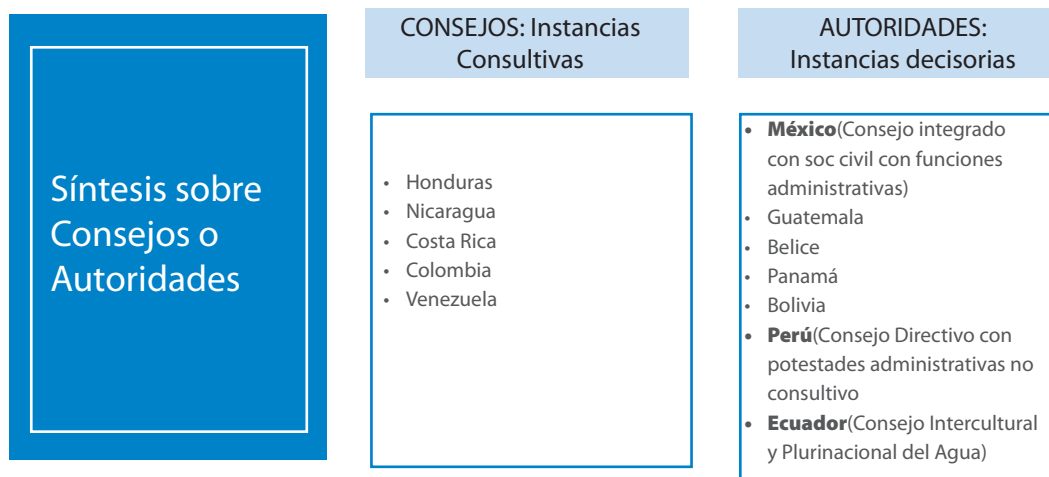 Síntesis sobre
Consejos o
Autoridades
CONSEJOS: Instancias
Consultivas
• Honduras
• Nicaragua
• Costa Rica
• Colombia
• Venezuela
AUTORIDADES:
Instancias decisorias
• México(Consejo integrado
con soc civil con funciones
administrativas)
• Guatemala
• Belice
• Panamá
• Bolivia
• Perú(Consejo Directivo con
potestades administrativas no
consultivo
• Ecuador(Consejo Intercultural
y Plurinacional del Agua)